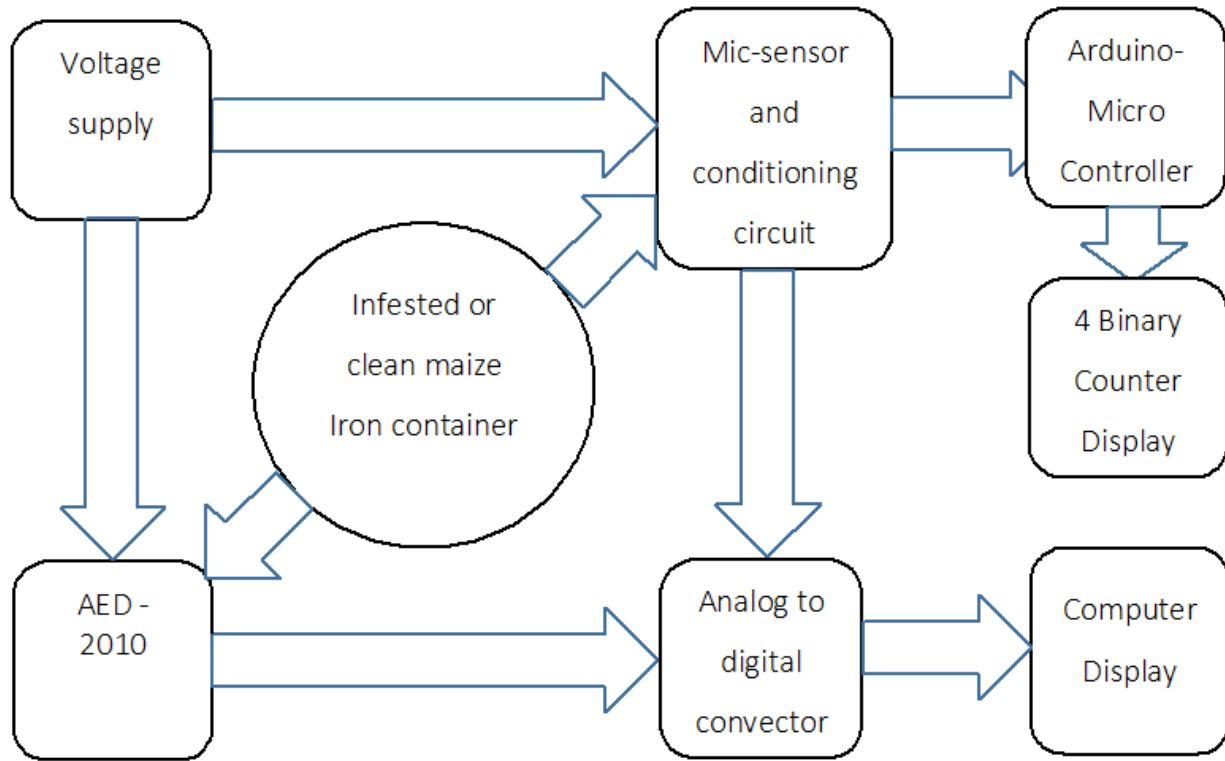 Voltage
supply
Mic-sensor
and
conditioning
circuit
Arduino-
Micro
Controller
Infested or
clean maize
Iron container
4 Binary
Counter
Display
AED -
2010
Analog to
digital
convector
Computer
Display